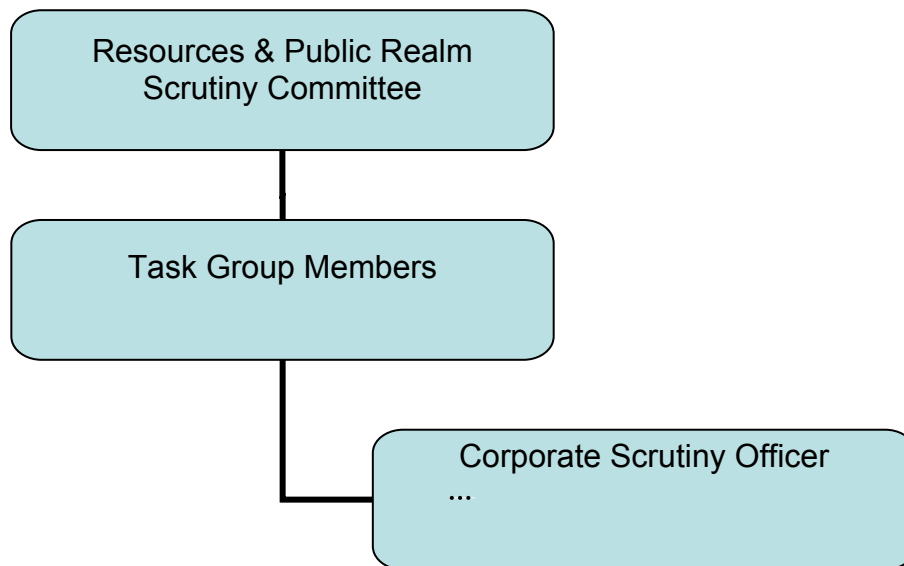 Resources & Public Realm
Scrutiny Committee
Task Group Members
Corporate Scrutiny Officer
...